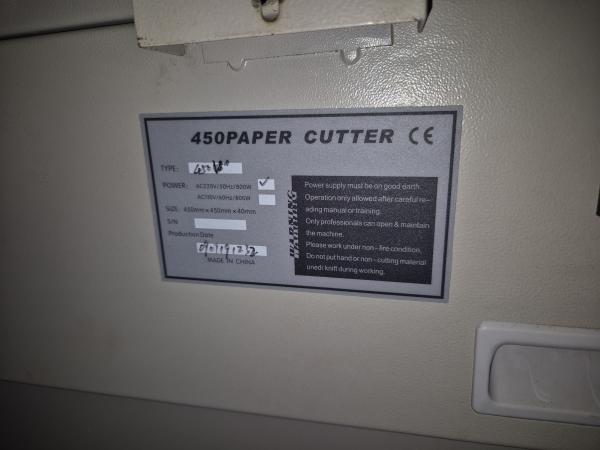 450PAPER CUTTER CE
TYPE:
POWER: AC220V/50Hz/800W ✓
AC110V/60Hz/800W
SIZE: 450mm×450mm×40mm
S/N
Production Date
MADE IN CHINA
WARNING
Power supply must be on good earth.
Operation only allowed after careful re-
ading manual or training.
Only professionals can open & maintain
the machine.
Please work under non-fire condition.
Do not put hand or non-cutting material
under knift during working.